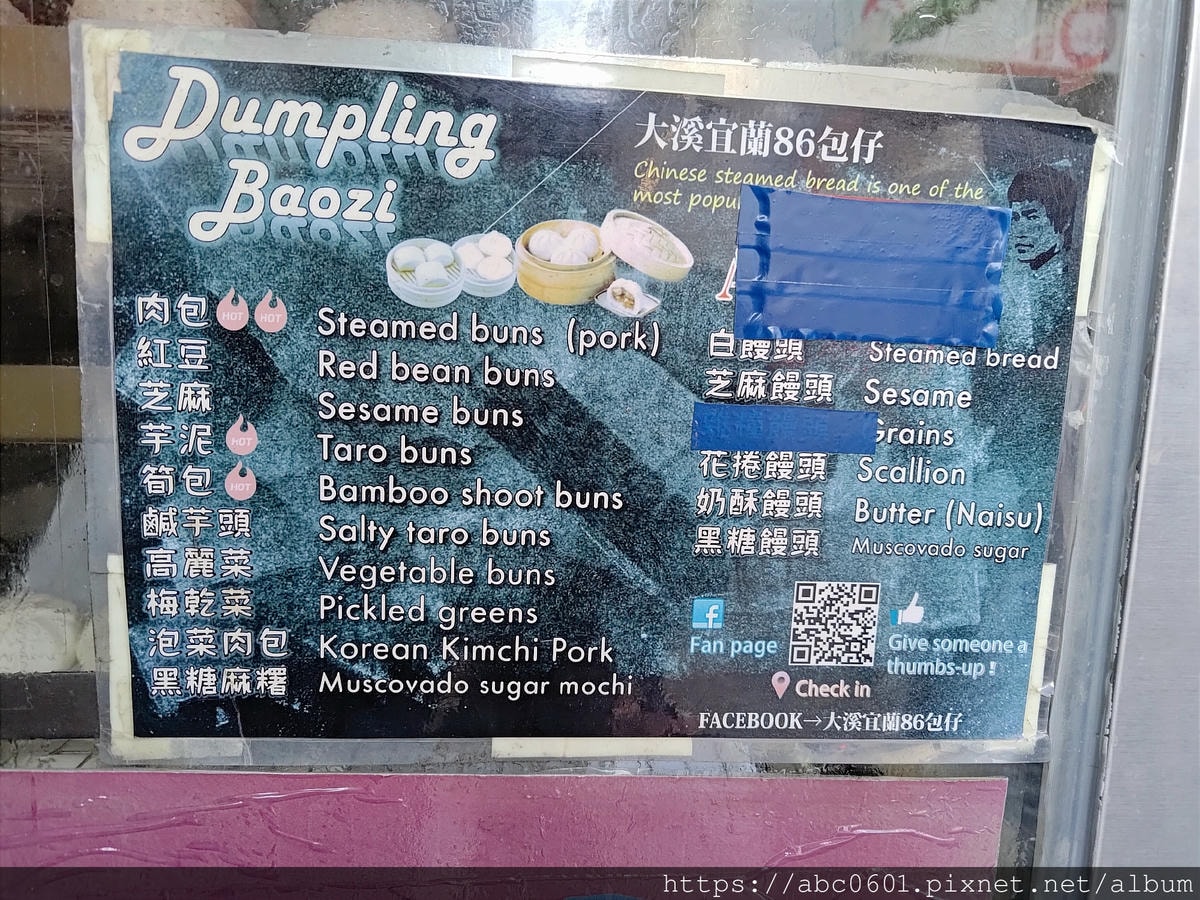 Dumpling
Baozi
大溪宜蘭86包仔
Chinese steamed bread is one of the
most popu
肉包 HOT HOT Steamed buns (pork)
紅豆 Red bean buns
芝麻 Sesame buns
芋泥 HOT Taro buns
筍包 HOT Bamboo shoot buns
鹹芋頭 Salty taro buns
高麗菜 Vegetable buns
梅乾菜 Pickled greens
泡菜肉包 Korean Kimchi Pork
黑糖麻糬 Muscovado sugar mochi
白饅頭 Steamed bread
芝麻饅頭 Sesame
Grains
花捲饅頭 Scallion
奶酥饅頭 Butter (Naisu)
黑糖饅頭 Muscovado sugar
Fan page
Give someone a
thumbs-up!
Check in
FACEBOOK→大溪宜蘭86包仔
https://abc0601.pixnet.net/album